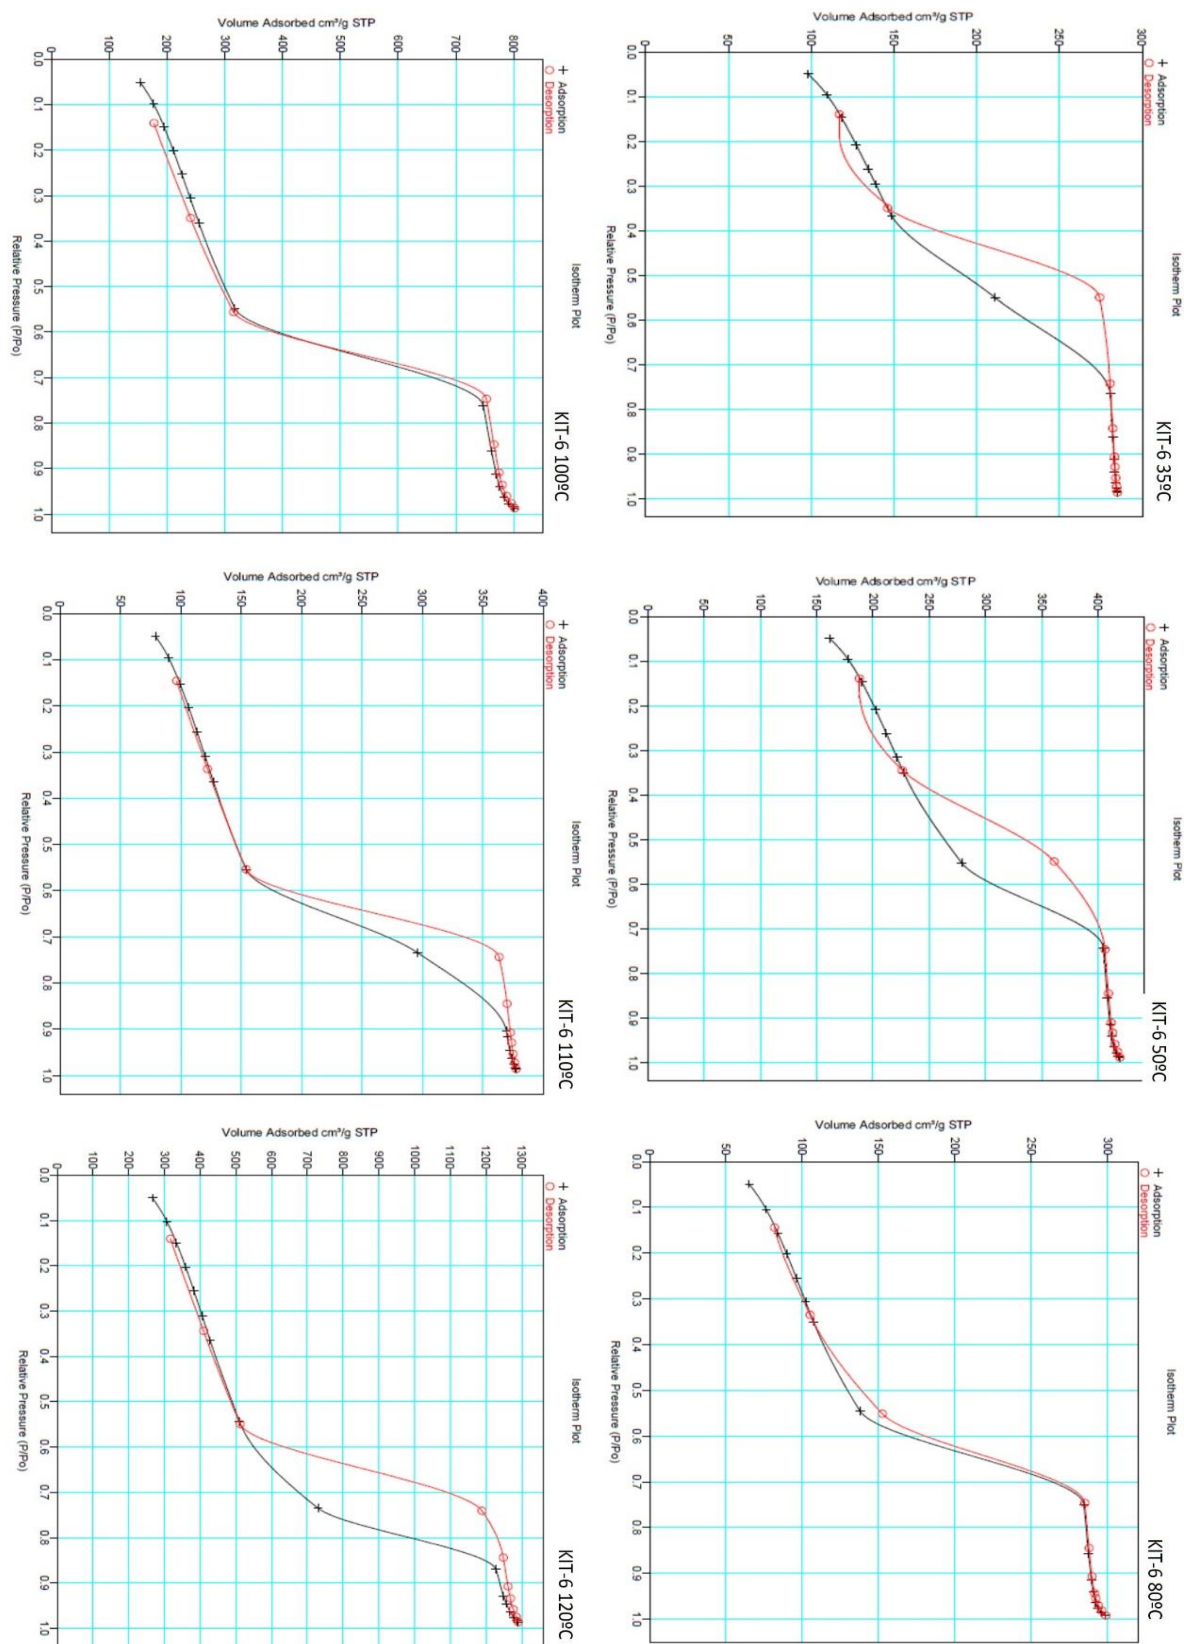 Isotherm Plot
KIT-6 35ºC
+ Adsorption
○ Desorption
300
250
200
150
100
50
0
Volume Adsorbed cm³/g STP
0.0 0.1 0.2 0.3 0.4 0.5 0.6 0.7 0.8 0.9 1.0
Relative Pressure (P/Po)
Isotherm Plot
KIT-6 50ºC
+ Adsorption
○ Desorption
400
350
300
250
200
150
100
50
0
Volume Adsorbed cm³/g STP
0.0 0.1 0.2 0.3 0.4 0.5 0.6 0.7 0.8 0.9 1.0
Relative Pressure (P/Po)
Isotherm Plot
KIT-6 80ºC
+ Adsorption
○ Desorption
300
250
200
150
100
50
0
Volume Adsorbed cm³/g STP
0.0 0.1 0.2 0.3 0.4 0.5 0.6 0.7 0.8 0.9 1.0
Relative Pressure (P/Po)
Isotherm Plot
KIT-6 100ºC
+ Adsorption
○ Desorption
800
700
600
500
400
300
200
100
0
Volume Adsorbed cm³/g STP
0.0 0.1 0.2 0.3 0.4 0.5 0.6 0.7 0.8 0.9 1.0
Relative Pressure (P/Po)
Isotherm Plot
KIT-6 110ºC
+ Adsorption
○ Desorption
400
350
300
250
200
150
100
50
0
Volume Adsorbed cm³/g STP
0.0 0.1 0.2 0.3 0.4 0.5 0.6 0.7 0.8 0.9 1.0
Relative Pressure (P/Po)
Isotherm Plot
KIT-6 120ºC
+ Adsorption
○ Desorption
1300
1200
1100
1000
900
800
700
600
500
400
300
200
100
0
Volume Adsorbed cm³/g STP
0.0 0.1 0.2 0.3 0.4 0.5 0.6 0.7 0.8 0.9 1.0
Relative Pressure (P/Po)